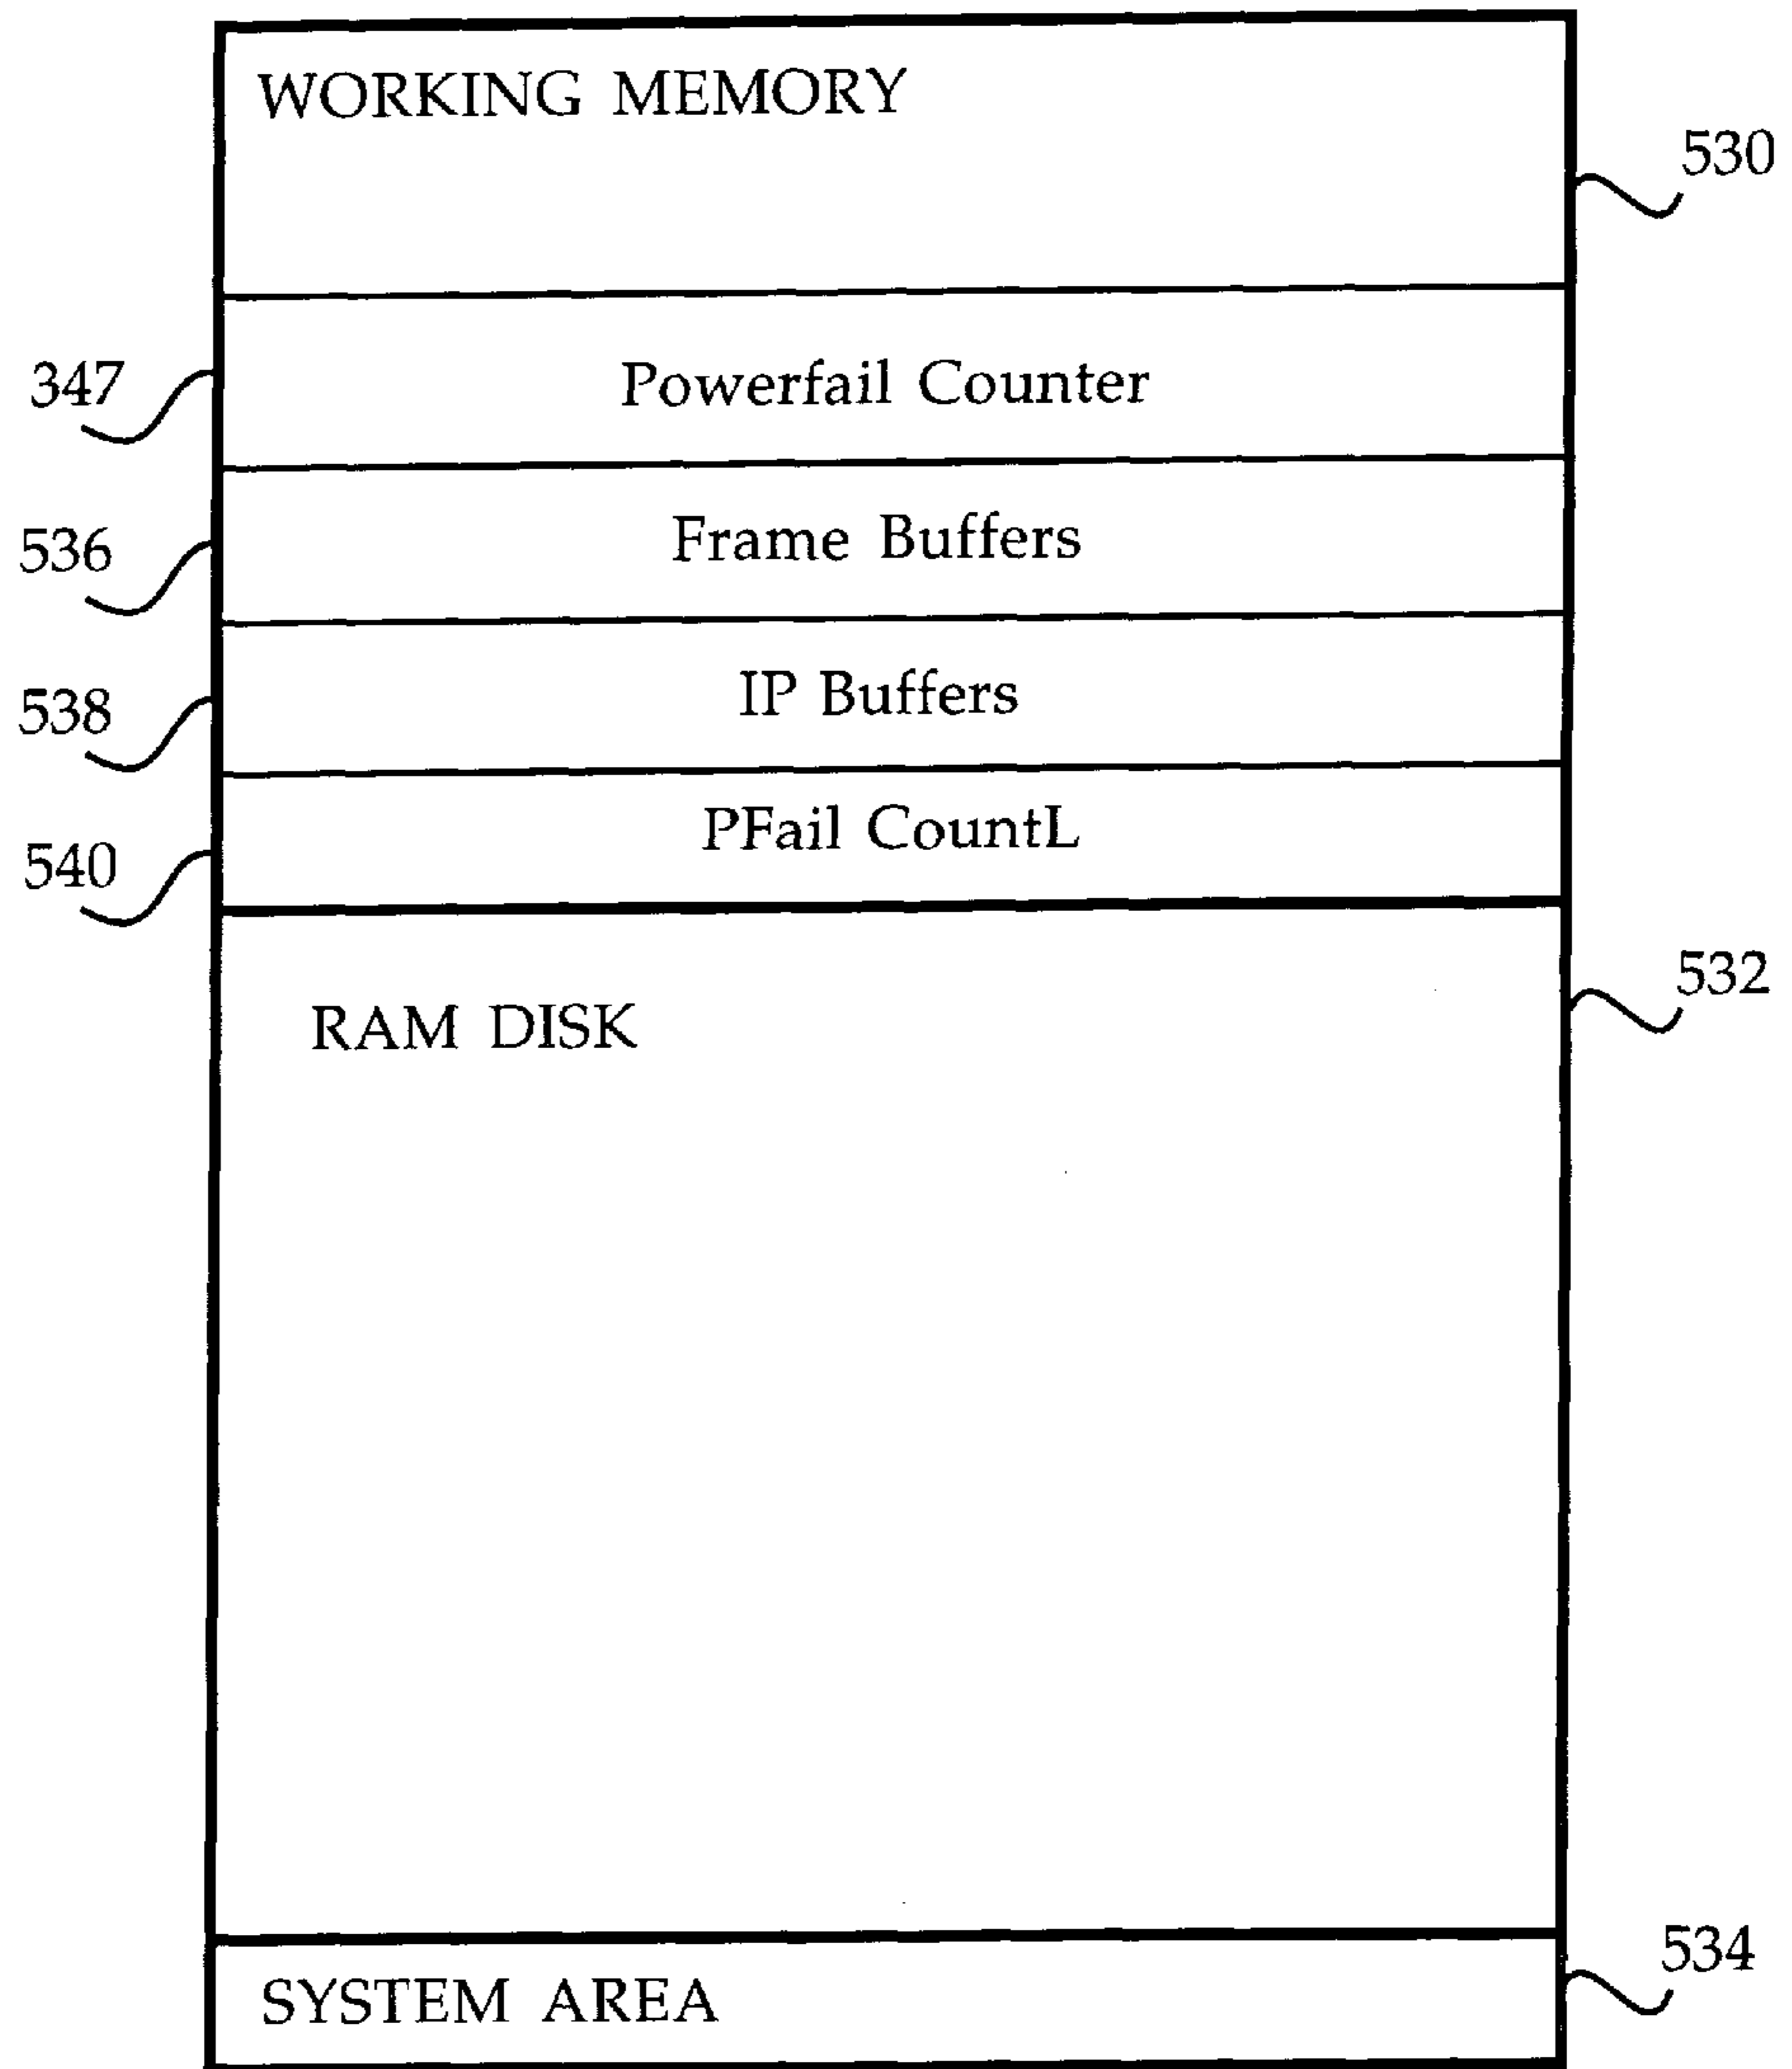 WORKING MEMORY
530
347
Powerfail Counter
536
Frame Buffers
538
IP Buffers
540
PFail CountL
532
RAM DISK
534
SYSTEM AREA